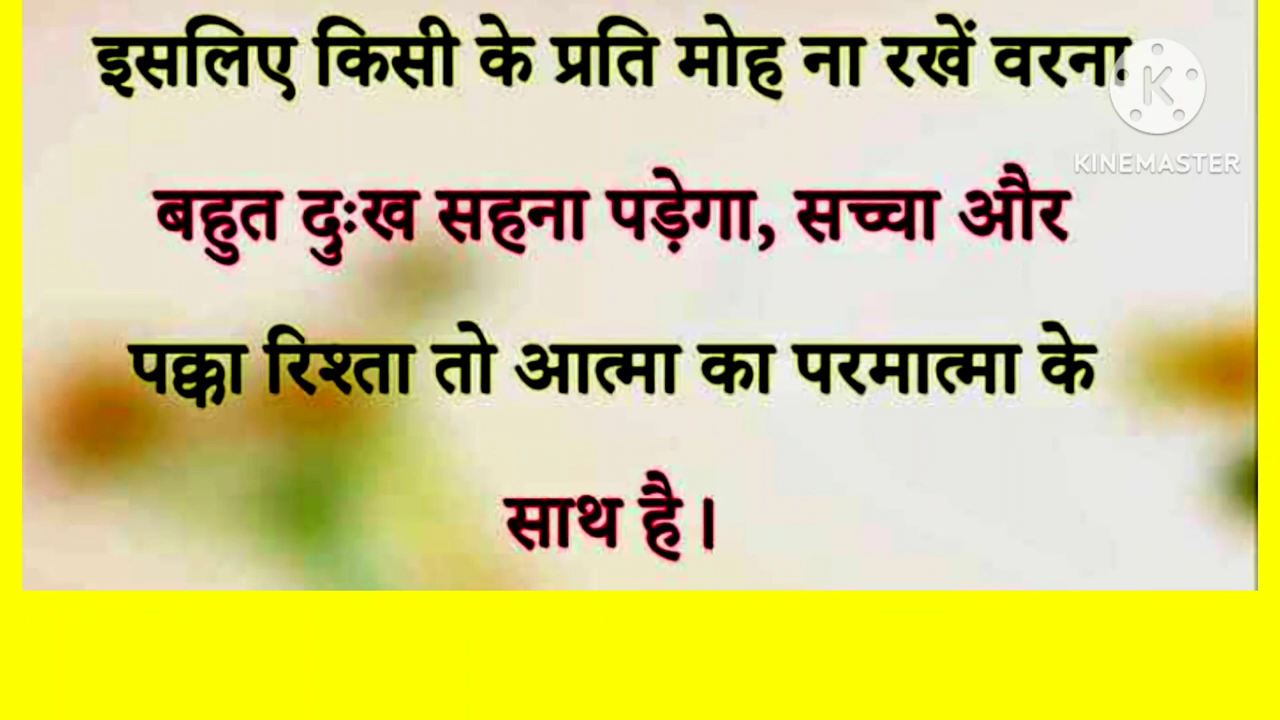 इसलिए किसी के प्रति मोह ना रखें वरना
K
KINEMASTER
बहुत दुःख सहना पड़ेगा, सच्चा और
पक्का रिश्ता तो आत्मा का परमात्मा के
साथ है।